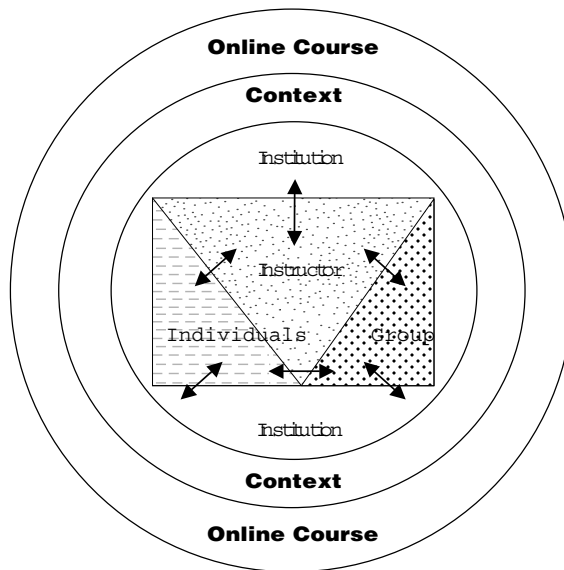 Online Course
Context
Institution
Instructor
Individuals Group
Institution
Context
Online Course